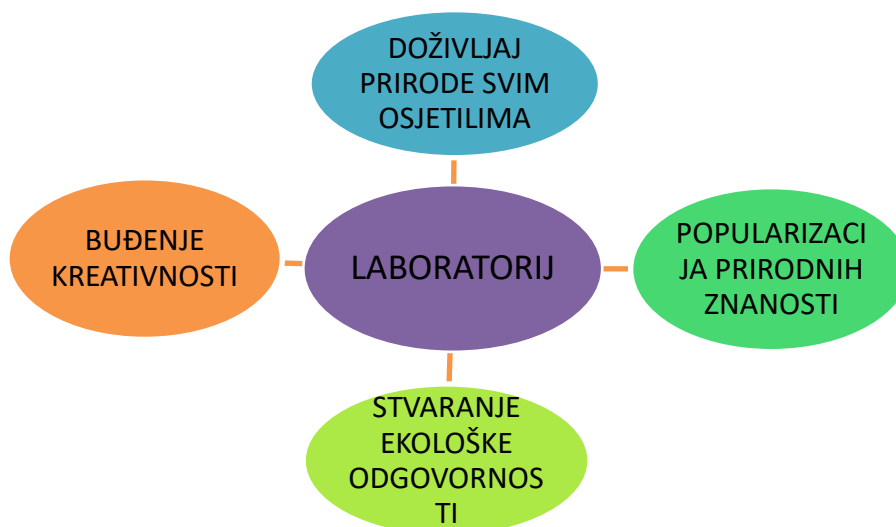 DOŽIVLJAJ
PRIRODE SVIM
OSJETILIMA
BUĐENJE
KREATIVNOSTI
LABORATORIJ
POPULARIZACI
JA PRIRODNIH
ZNANOSTI
STVARANJE
EKOLOŠKE
ODGOVORNOS
TI